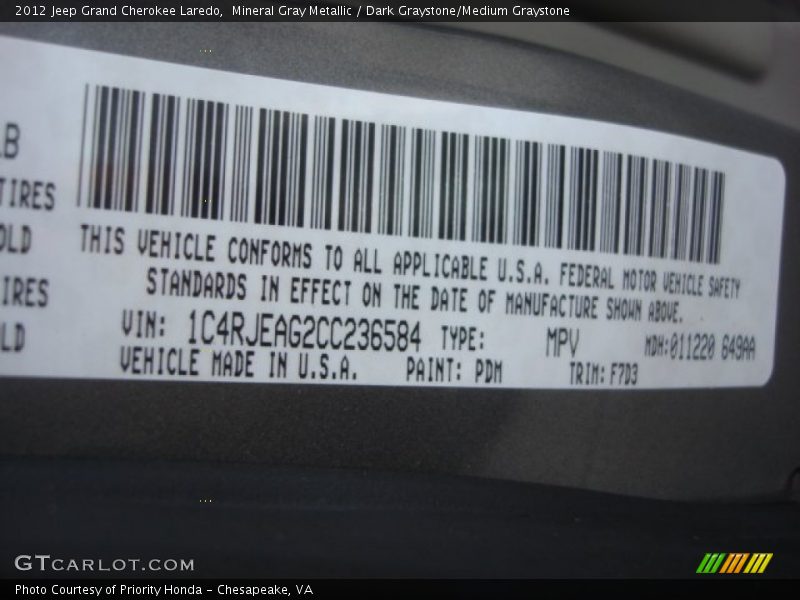 2012 Jeep Grand Cherokee Laredo,  Mineral Gray Metallic / Dark Graystone/Medium Graystone
LB
TIRES
OLD
IRES
LD
THIS VEHICLE CONFORMS TO ALL APPLICABLE U.S.A. FEDERAL MOTOR VEHICLE SAFETY
STANDARDS IN EFFECT ON THE DATE OF MANUFACTURE SHOWN ABOVE.
VIN: 1C4RJEAG2CC236584 TYPE: MPV MDH:011220 649AA
VEHICLE MADE IN U.S.A. PAINT: PDM TRIM: F7D3
GTCARLOT.COM
Photo Courtesy of Priority Honda - Chesapeake, VA